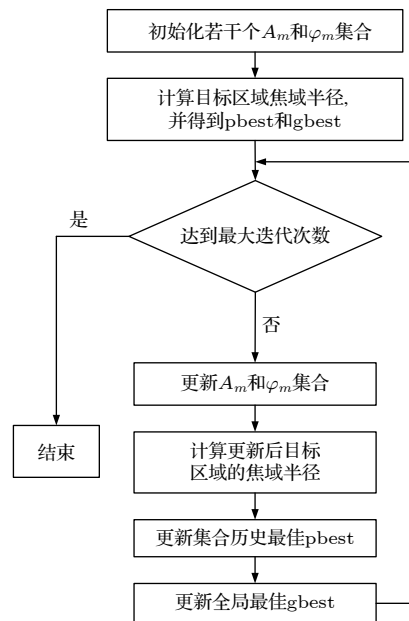 初始化若干个Am和φm集合
计算目标区域焦域半径,
并得到pbest和gbest
是
达到最大迭代次数
否
更新Am和φm集合
结束
计算更新后目标
区域的焦域半径
更新集合历史最佳pbest
更新全局最佳gbest